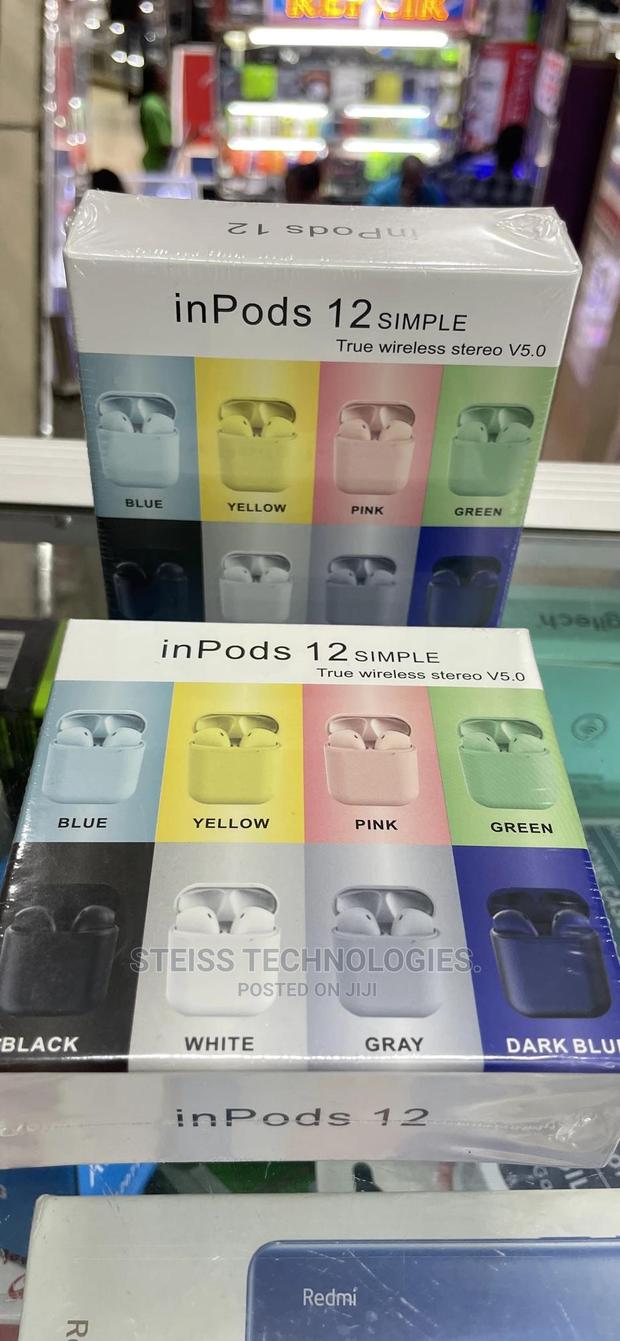 REPAIR
inPods 12
inPods 12 SIMPLE
True wireless stereo V5.0
BLUE
YELLOW
PINK
GREEN
inPods 12 SIMPLE
True wireless stereo V5.0
BLUE
YELLOW
PINK
GREEN
BLACK
WHITE
GRAY
DARK BLU
STEISS TECHNOLOGIES.
POSTED ON JIJI
inPods 12
Redmi